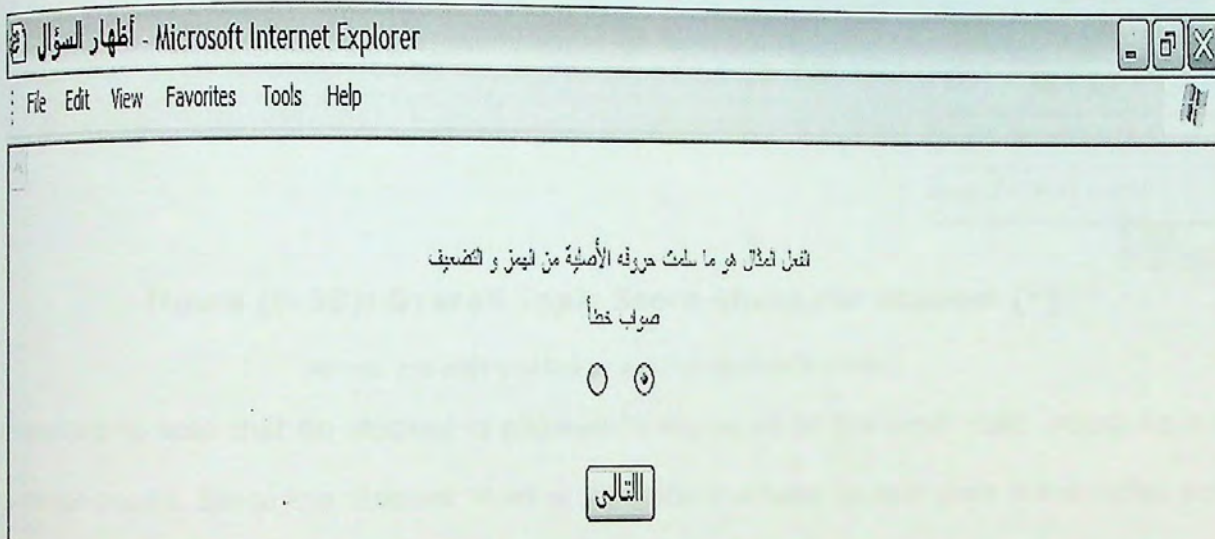 أظهار السؤال - Microsoft Internet Explorer
File Edit View Favorites Tools Help
الفعل المثال هو ما سلمت حروفه الأصلية من الهمز و التضعيف
صواب خطأ
االتالى